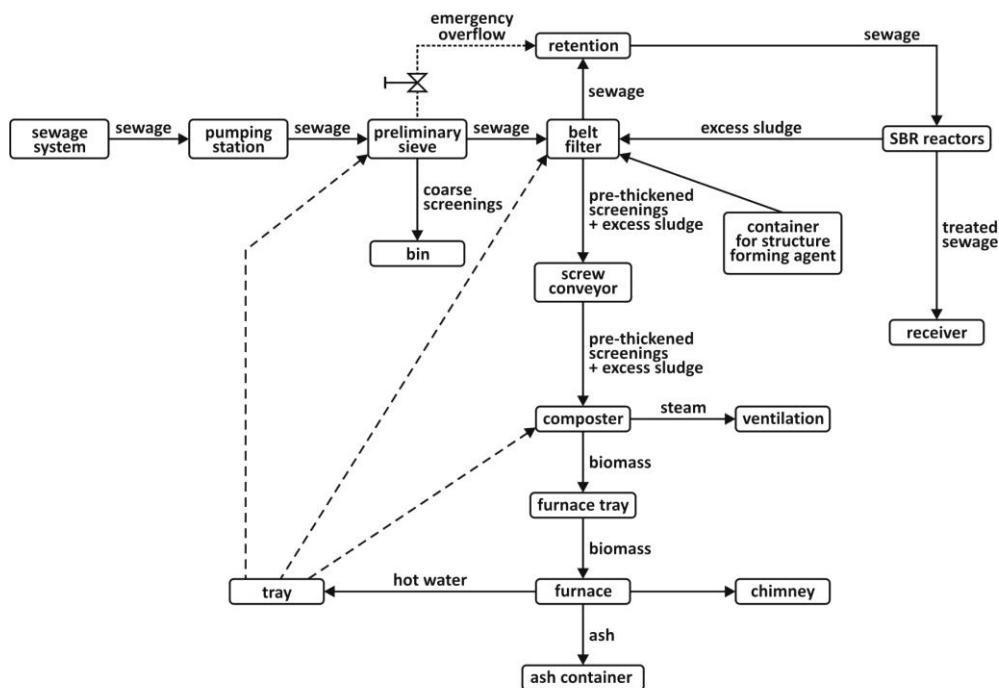 emergency
overflow
retention
sewage
sewage
sewage
system
sewage
pumping
station
sewage
preliminary
sieve
sewage
belt
filter
excess sludge
SBR reactors
coarse
screenings
bin
pre-thickened
screenings
+ excess sludge
container
for structure
forming agent
treated
sewage
screw
conveyor
receiver
pre-thickened
screenings
+ excess sludge
composter
steam
ventilation
biomass
furnace tray
biomass
tray
hot water
furnace
chimney
ash
ash container